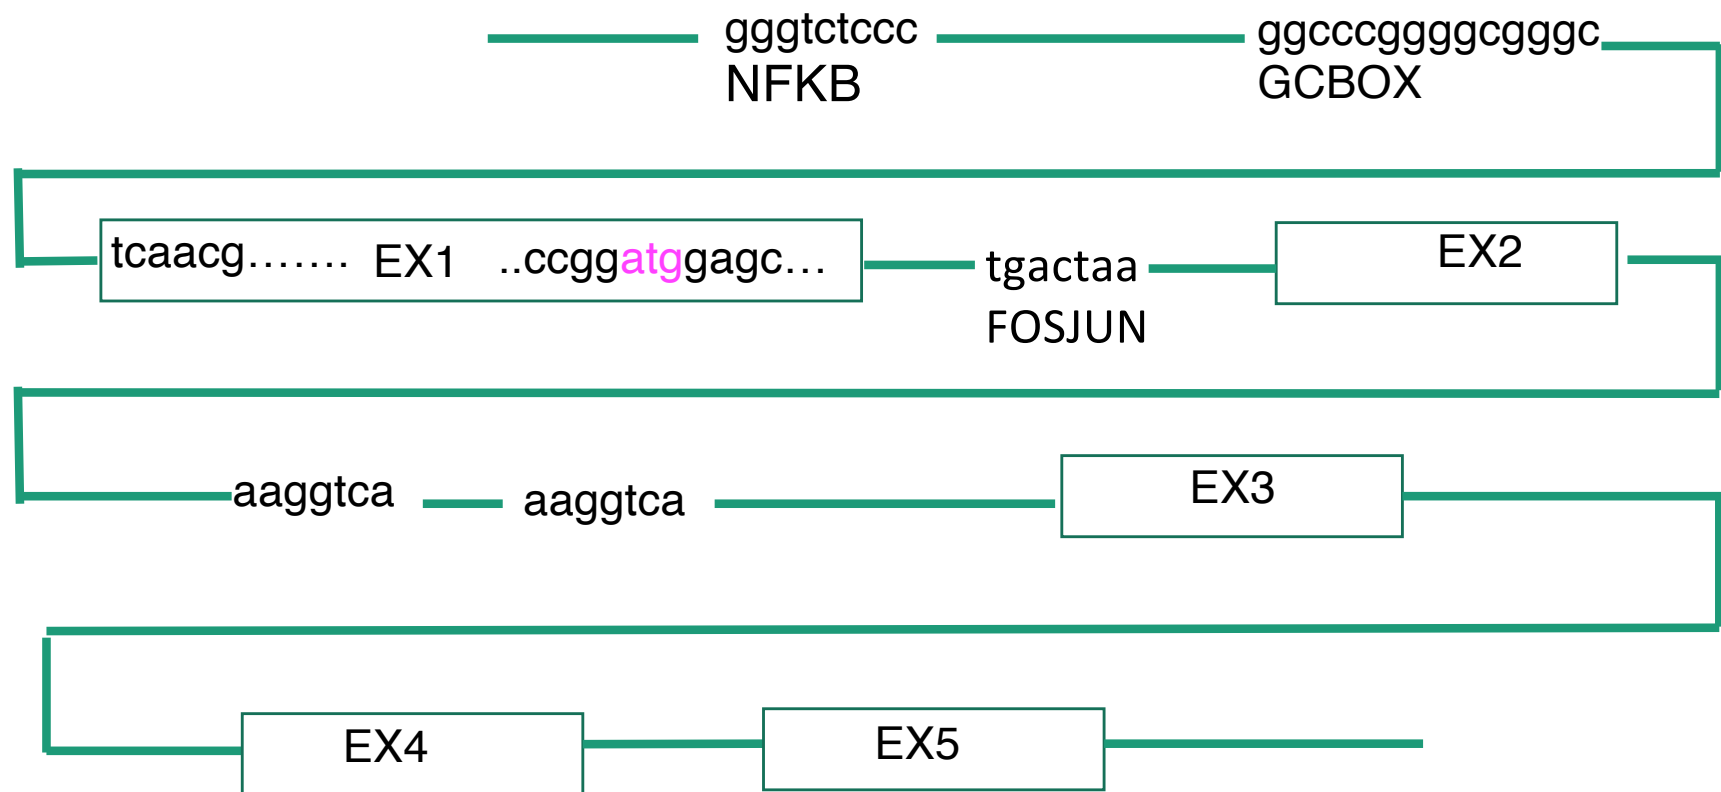 gggtctccc ggcccggggcgggc
NFKB GCBOX
tcaacg....... EX1 ..ccggatggagc... tgactaa EX2
FOSJUN
aaggtca aaggtca EX3
EX4 EX5